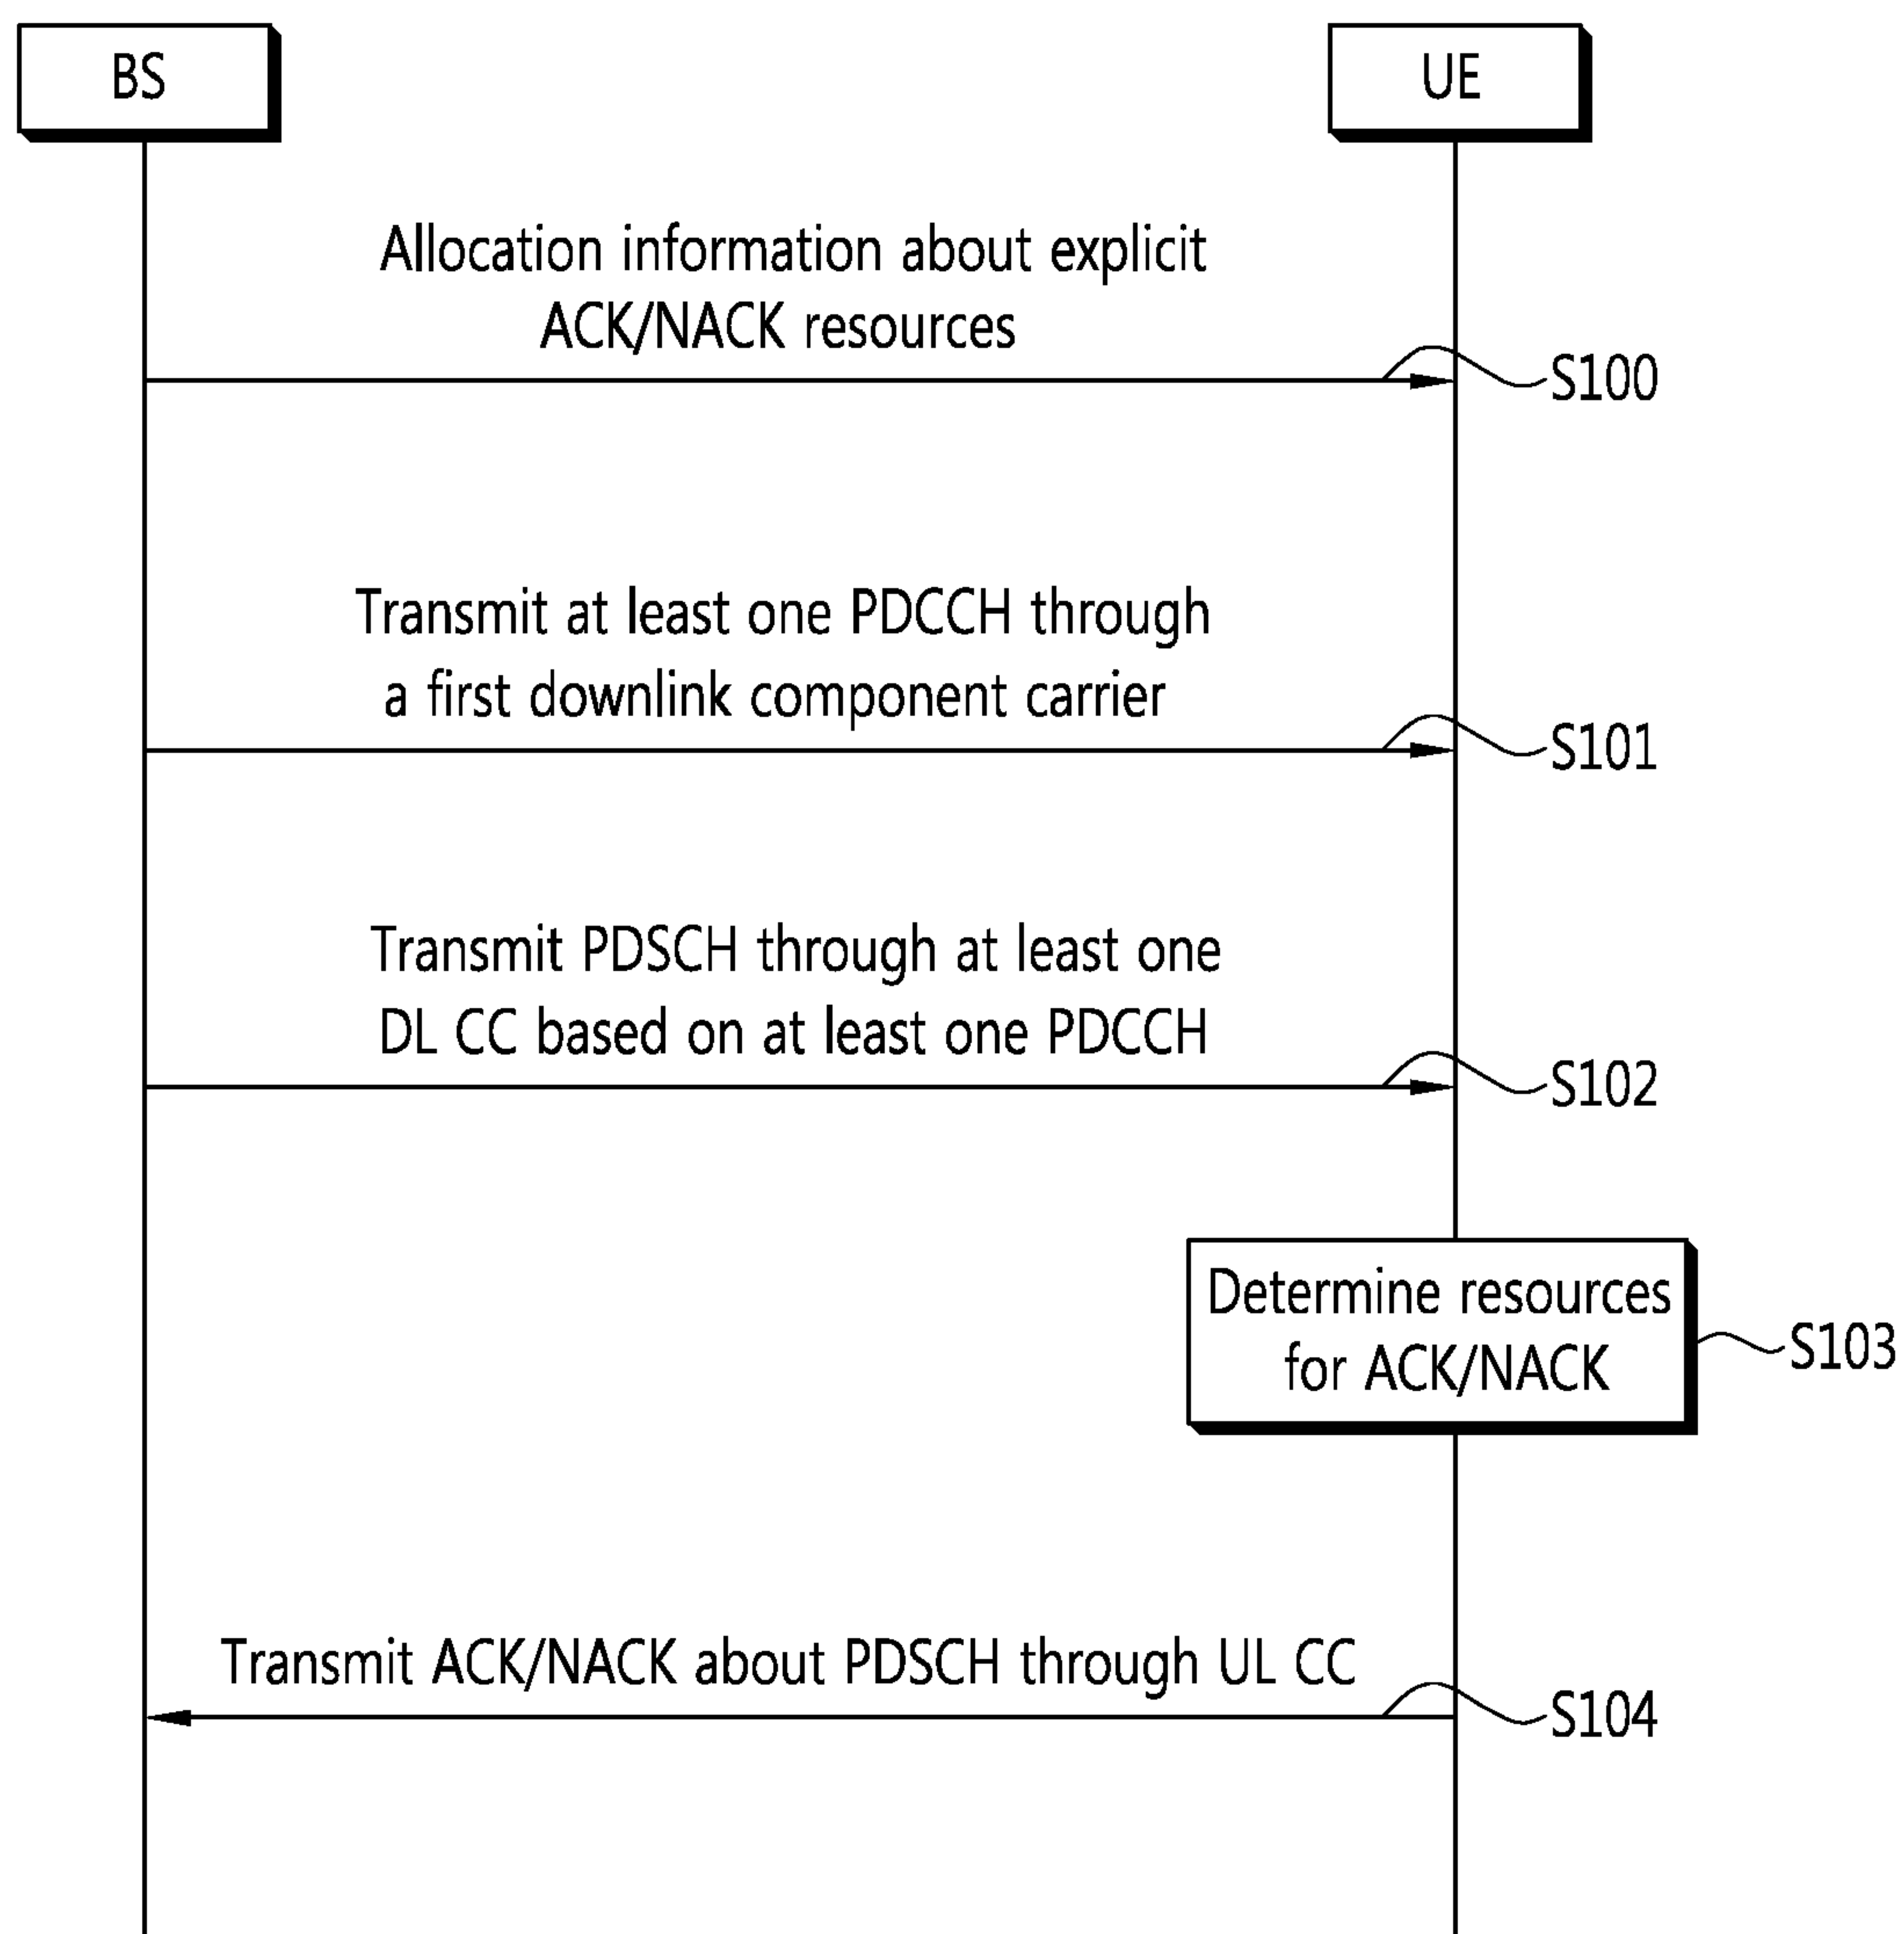 BS
UE
Allocation information about explicit
ACK/NACK resources
S100
Transmit at least one PDCCH through
a first downlink component carrier
S101
Transmit PDSCH through at least one
DL CC based on at least one PDCCH
S102
Determine resources
for ACK/NACK
S103
Transmit ACK/NACK about PDSCH through UL CC
S104